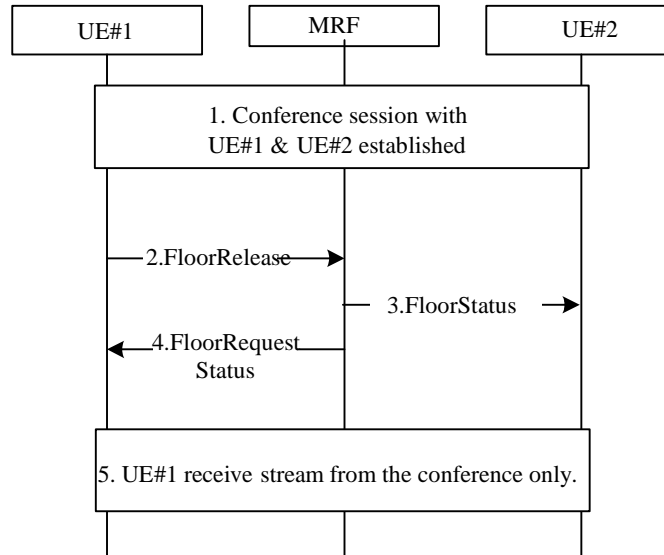 UE#1
MRF
UE#2
1. Conference session with
UE#1 & UE#2 established
2.FloorRelease
3.FloorStatus
4.FloorRequest
Status
5. UE#1 receive stream from the conference only.